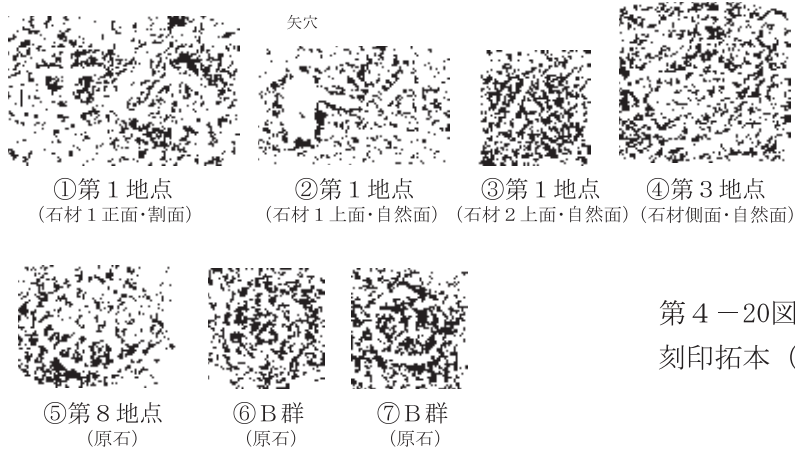 矢穴
①第１地点
（石材１正面・割面）
②第１地点
（石材１上面・自然面）
③第１地点
（石材２上面・自然面）
④第３地点
（石材側面・自然面）
⑤第８地点
（原石）
⑥Ｂ群
（原石）
⑦Ｂ群
（原石）
第４－20図
刻印拓本（